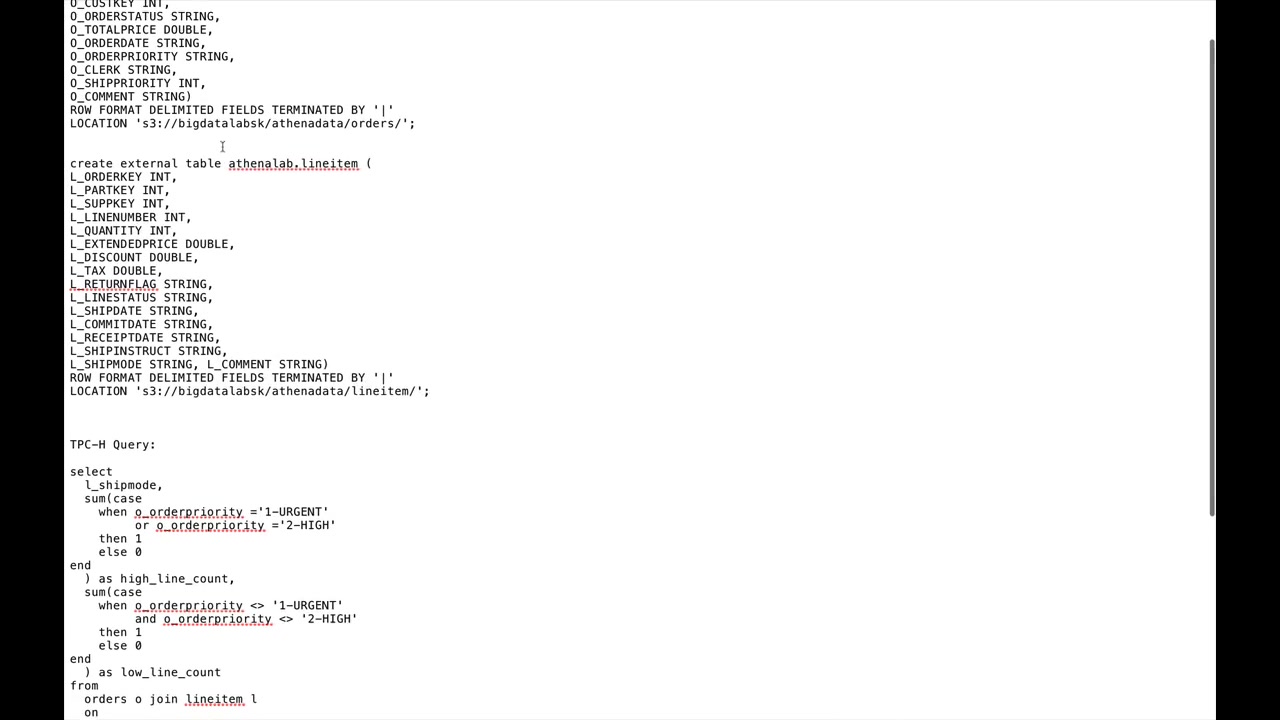 O_CUSTKEY INT,
O_ORDERSTATUS STRING,
O_TOTALPRICE DOUBLE,
O_ORDERDATE STRING,
O_ORDERPRIORITY STRING,
O_CLERK STRING,
O_SHIPPRIORITY INT,
O_COMMENT STRING)
ROW FORMAT DELIMITED FIELDS TERMINATED BY '|'
LOCATION 's3://bigdatalabsk/athenadata/orders/';
create external table athenalab.lineitem (
L_ORDERKEY INT,
L_PARTKEY INT,
L_SUPPKEY INT,
L_LINENUMBER INT,
L_QUANTITY INT,
L_EXTENDEDPRICE DOUBLE,
L_DISCOUNT DOUBLE,
L_TAX DOUBLE,
L_RETURNFLAG STRING,
L_LINESTATUS STRING,
L_SHIPDATE STRING,
L_COMMITDATE STRING,
L_RECEIPTDATE STRING,
L_SHIPINSTRUCT STRING,
L_SHIPMODE STRING, L_COMMENT STRING)
ROW FORMAT DELIMITED FIELDS TERMINATED BY '|'
LOCATION 's3://bigdatalabsk/athenadata/lineitem/';
TPC-H Query:
select
l_shipmode,
sum(case
when o_orderpriority ='1-URGENT'
or o_orderpriority ='2-HIGH'
then 1
else 0
end
) as high_line_count,
sum(case
when o_orderpriority <> '1-URGENT'
and o_orderpriority <> '2-HIGH'
then 1
else 0
end
) as low_line_count
from
orders o join lineitem l
on